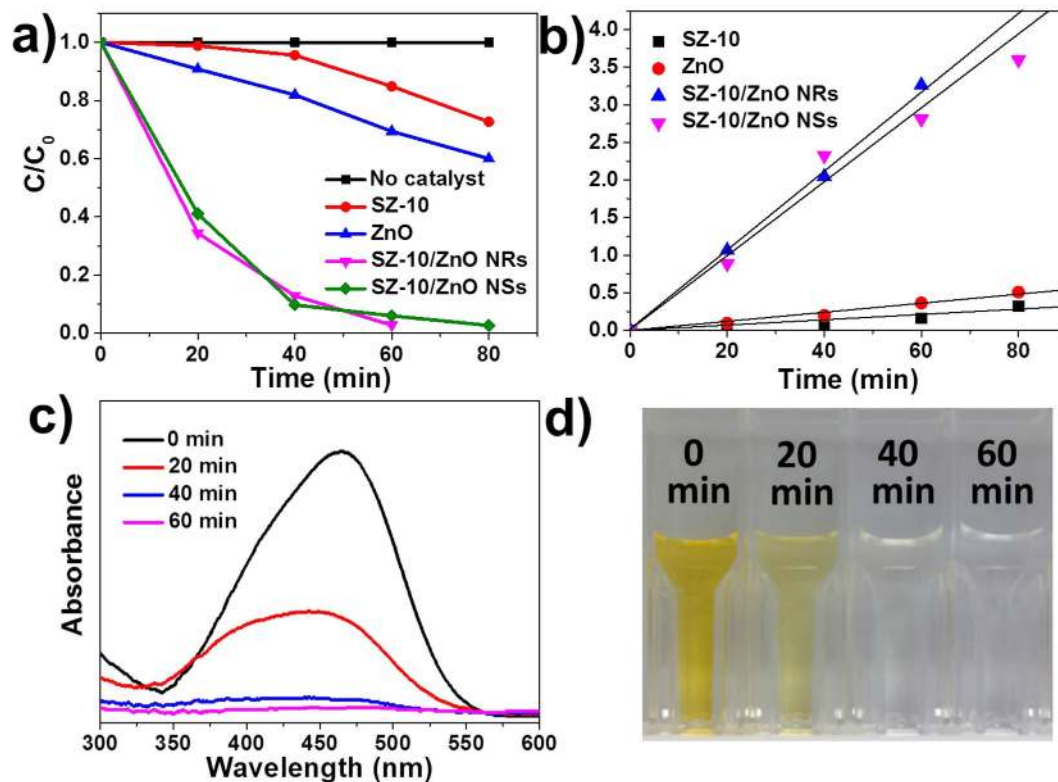 a)
1.0
0.8
0.6
0.4
0.2
0.0
C/C₀
No catalyst
SZ-10
ZnO
SZ-10/ZnO NRs
SZ-10/ZnO NSs
0 20 40 60 80
Time (min)
b)
4.0
3.5
3.0
2.5
2.0
1.5
1.0
0.5
0.0
SZ-10
ZnO
SZ-10/ZnO NRs
SZ-10/ZnO NSs
0 20 40 60 80
Time (min)
c)
0 min
20 min
40 min
60 min
Absorbance
300 350 400 450 500 550 600
Wavelength (nm)
d)
0 20 40 60
min min min min